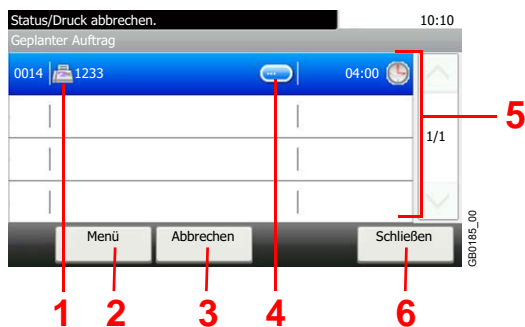 Status/Druck abbrechen. 10:10
Geplanter Auftrag
0014 1233 04:00
5
1/1
Menü Abbrechen Schließen
GB0185_00
1 2 3 4 6